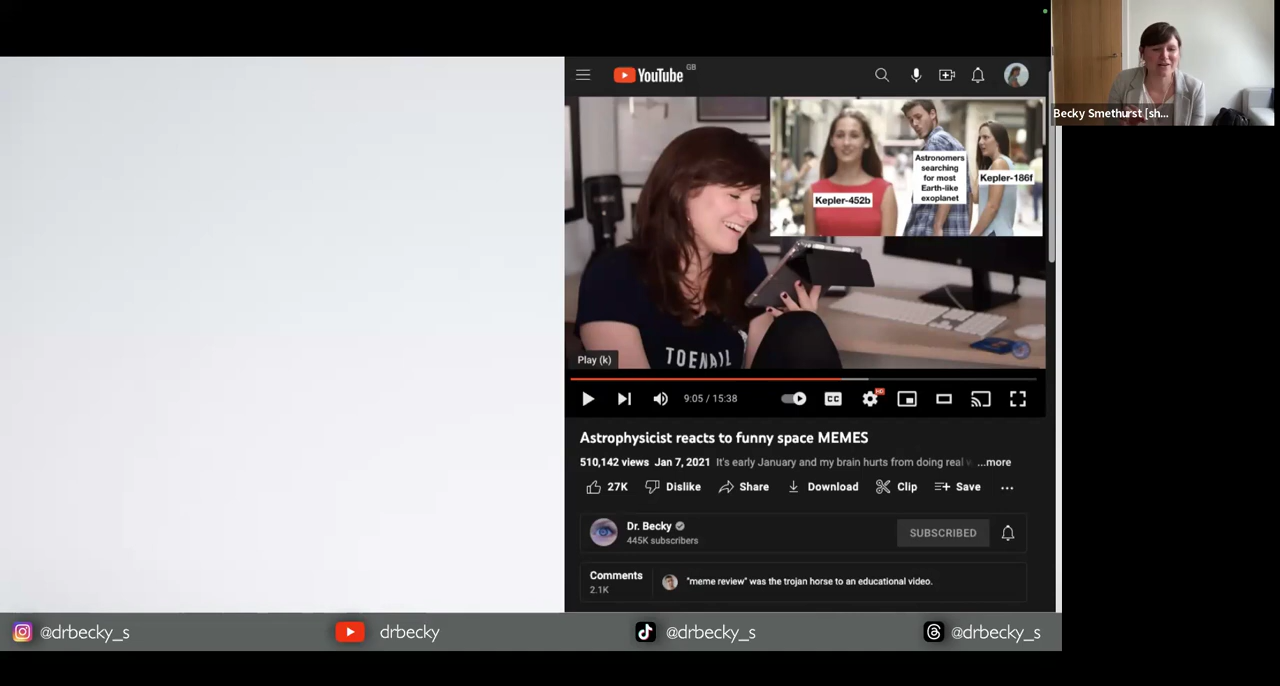 YouTube GB
Becky Smethurst [sh...
Astronomers
searching
for most
Earth-like
exoplanet
Kepler-186f
Kepler-452b
TOENAIL
Play (k)
9:05 / 15:38
CC
HD
Astrophysicist reacts to funny space MEMES
510,142 views Jan 7, 2021 It's early January and my brain hurts from doing real ...more
27K Dislike Share Download Clip Save ...
Dr. Becky
445K subscribers
SUBSCRIBED
Comments
2.1K
"meme review" was the trojan horse to an educational video.
@drbecky_s drbecky @drbecky_s @drbecky_s